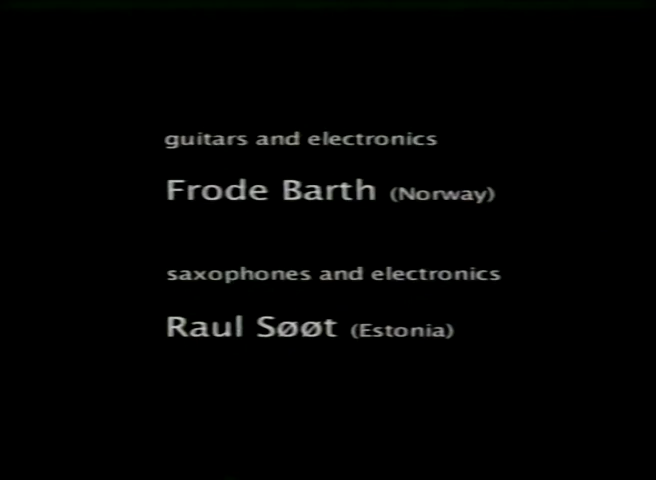 guitars and electronics
Frode Barth (Norway)
saxophones and electronics
Raul Søøt (Estonia)